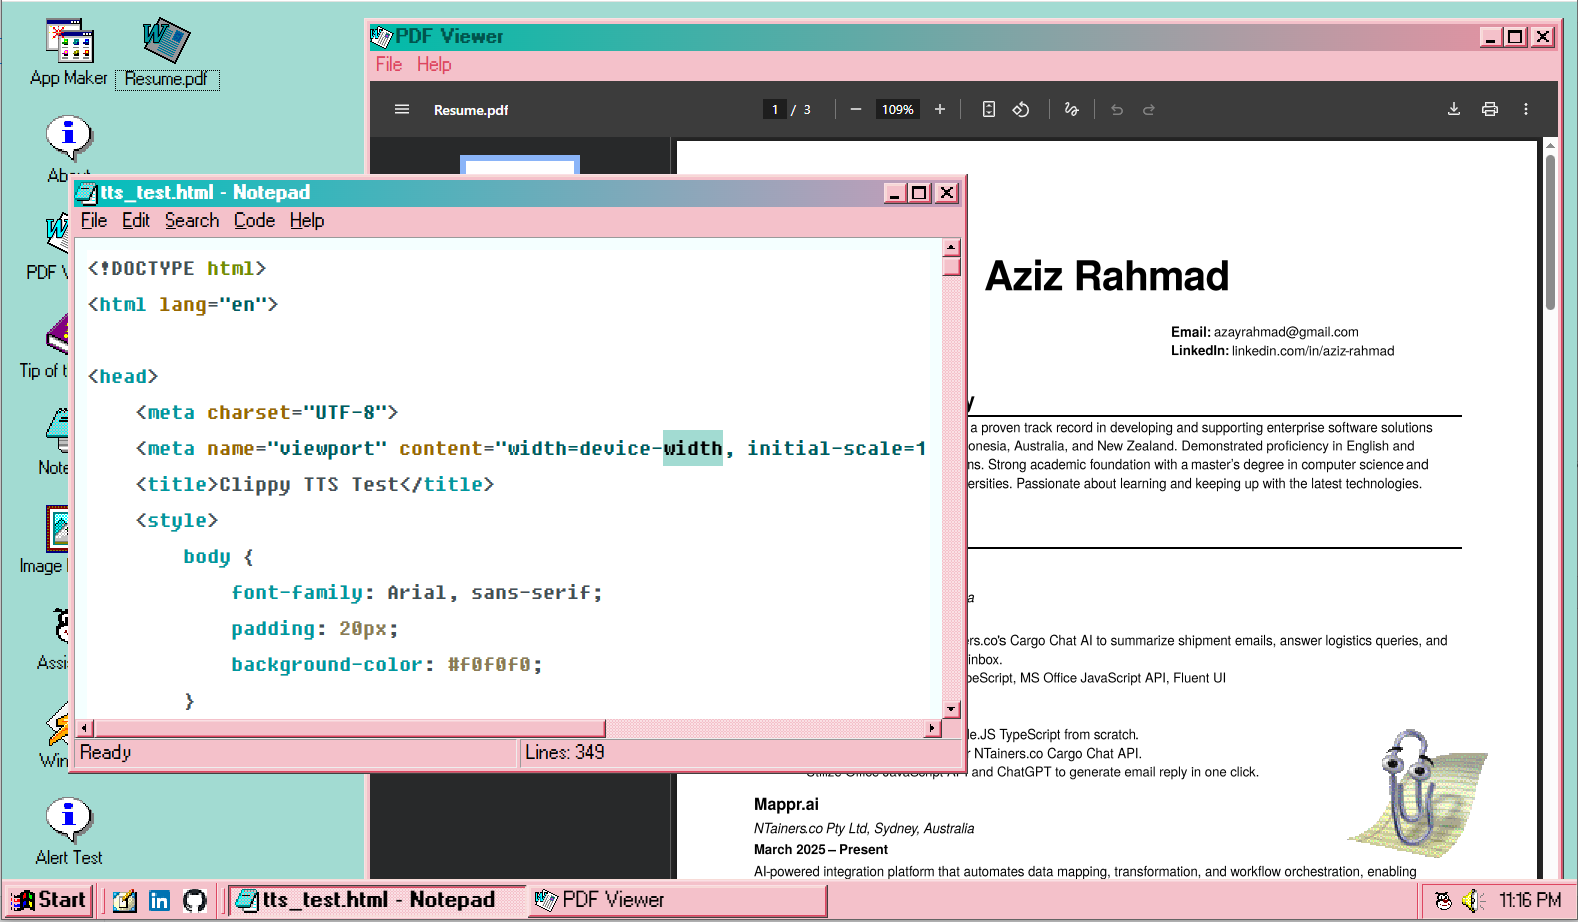 App Maker
Resume.pdf
About
PDF V
Tip of t
Note
Image
Assi
Win
Alert Test
PDF Viewer
File Help
Resume.pdf
1 / 3
109%
Aziz Rahmad
Email: azayrahmad@gmail.com
LinkedIn: linkedin.com/in/aziz-rahmad
y
a proven track record in developing and supporting enterprise software solutions
onesia, Australia, and New Zealand. Demonstrated proficiency in English and
ns. Strong academic foundation with a master's degree in computer science and
ersities. Passionate about learning and keeping up with the latest technologies.
a
ers.co's Cargo Chat AI to summarize shipment emails, answer logistics queries, and
inbox.
peScript, MS Office JavaScript API, Fluent UI
le.JS TypeScript from scratch.
r NTainers.co Cargo Chat API.
Utilize Office JavaScript API and ChatGPT to generate email reply in one click.
Mappr.ai
NTainers.co Pty Ltd, Sydney, Australia
March 2025 – Present
AI-powered integration platform that automates data mapping, transformation, and workflow orchestration, enabling
tts_test.html - Notepad
File Edit Search Code Help
<!DOCTYPE html>
<html lang="en">
<head>
<meta charset="UTF-8">
<meta name="viewport" content="width=device-width, initial-scale=1
<title>Clippy TTS Test</title>
<style>
body {
font-family: Arial, sans-serif;
padding: 20px;
background-color: #f0f0f0;
}
Ready
Lines: 349
Start
tts_test.html - Notepad
PDF Viewer
11:16 PM